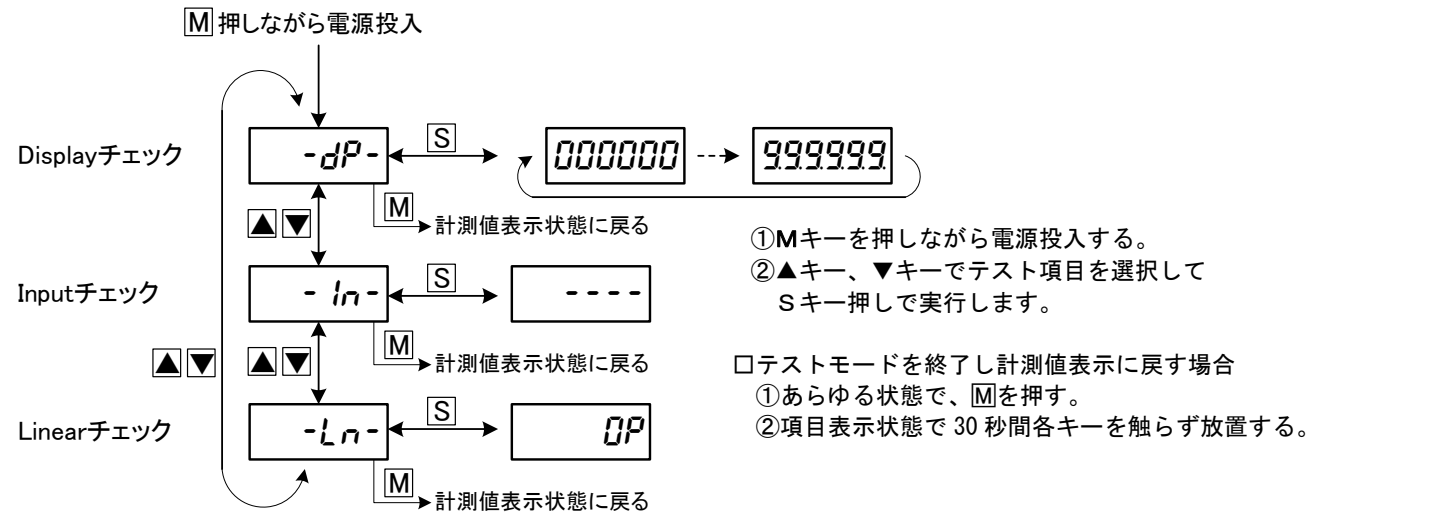 M押しながら電源投入
Displayチェック
-dP-
S
000000
9.9.9.9.9.9.
M
計測値表示状態に戻る
▲▼
①Mキーを押しながら電源投入する。
②▲キー、▼キーでテスト項目を選択して
Sキー押しで実行します。
Inputチェック
-In-
S
----
M
計測値表示状態に戻る
▲▼
▲▼
□テストモードを終了し計測値表示に戻す場合
①あらゆる状態で、Mを押す。
②項目表示状態で30秒間各キーを触らず放置する。
Linearチェック
-Ln-
S
0P
M
計測値表示状態に戻る